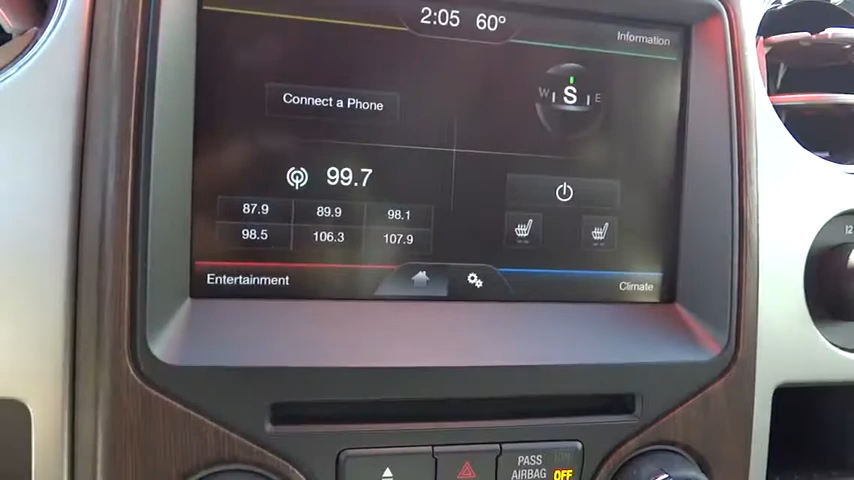 2:05 60°
Information
Connect a Phone
W S E
99.7
87.9 89.9 98.1
98.5 106.3 107.9
Entertainment
Climate
PASS
AIRBAG OFF
12